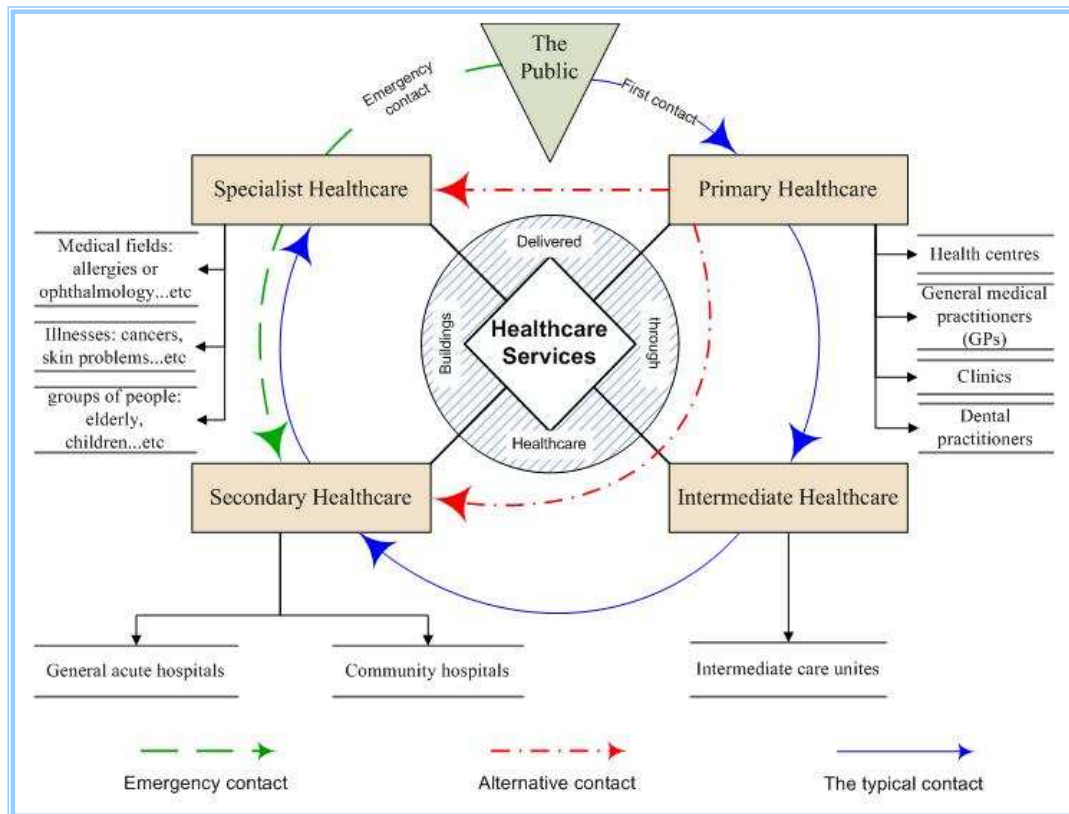 The
Public
Emergency
contact
First contact
Specialist Healthcare
Primary Healthcare
Medical fields:
allergies or
ophthalmology...etc
Illnesses: cancers,
skin problems...etc
groups of people:
elderly,
children...etc
Delivered
through
Healthcare
Buildings
Healthcare
Services
Health centres
General medical
practitioners
(GPs)
Clinics
Dental
practitioners
Secondary Healthcare
Intermediate Healthcare
General acute hospitals
Community hospitals
Intermediate care unites
Emergency contact
Alternative contact
The typical contact